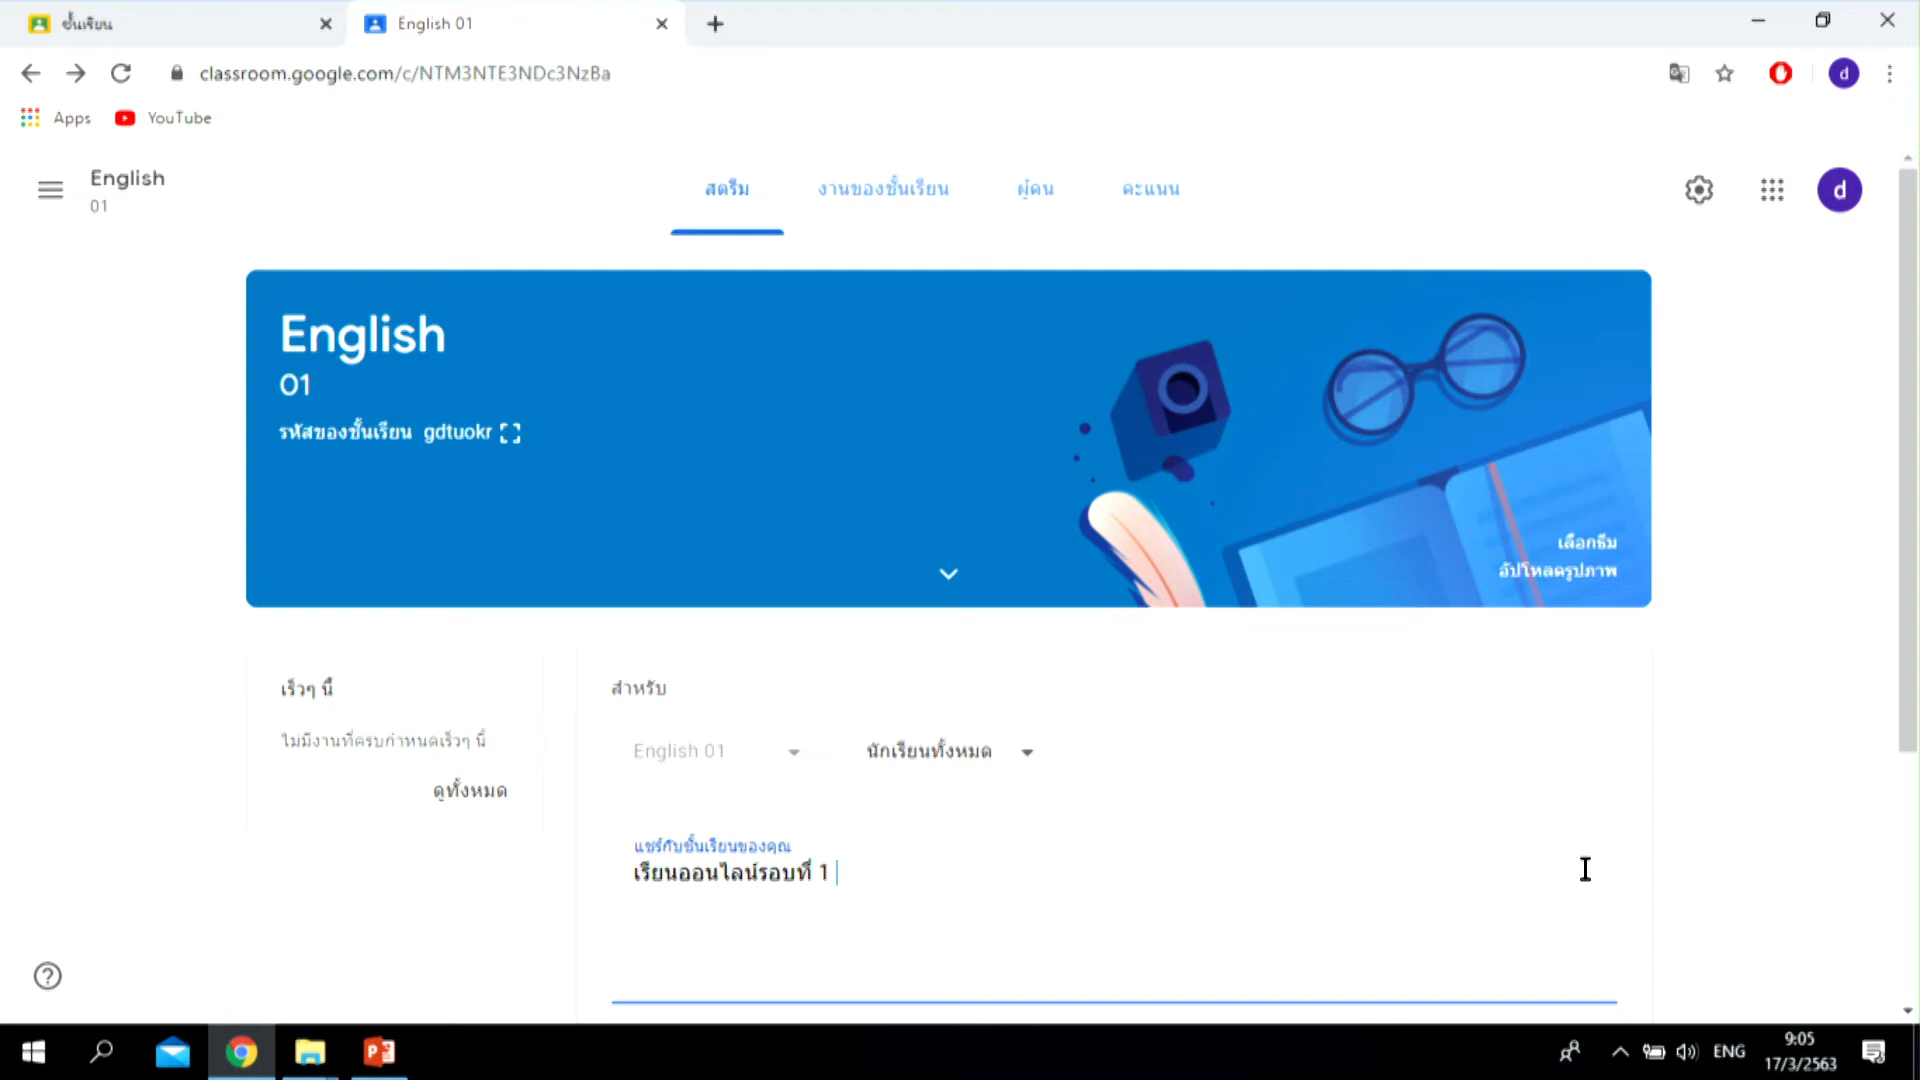 ชั้นเรียน
English 01
classroom.google.com/c/NTM3NTE3NDc3NzBa
d
Apps
YouTube
English
01
สตรีม
งานของชั้นเรียน
ผู้คน
คะแนน
d
English
01
รหัสของชั้นเรียน gdtuokr
เลือกธีม
อัปโหลดรูปภาพ
เร็วๆ นี้
ไม่มีงานที่ครบกำหนดเร็วๆ นี้
ดูทั้งหมด
สำหรับ
English 01
นักเรียนทั้งหมด
แชร์กับชั้นเรียนของคุณ
เรียนออนไลน์รอบที่ 1
ENG
9:05
17/3/2563